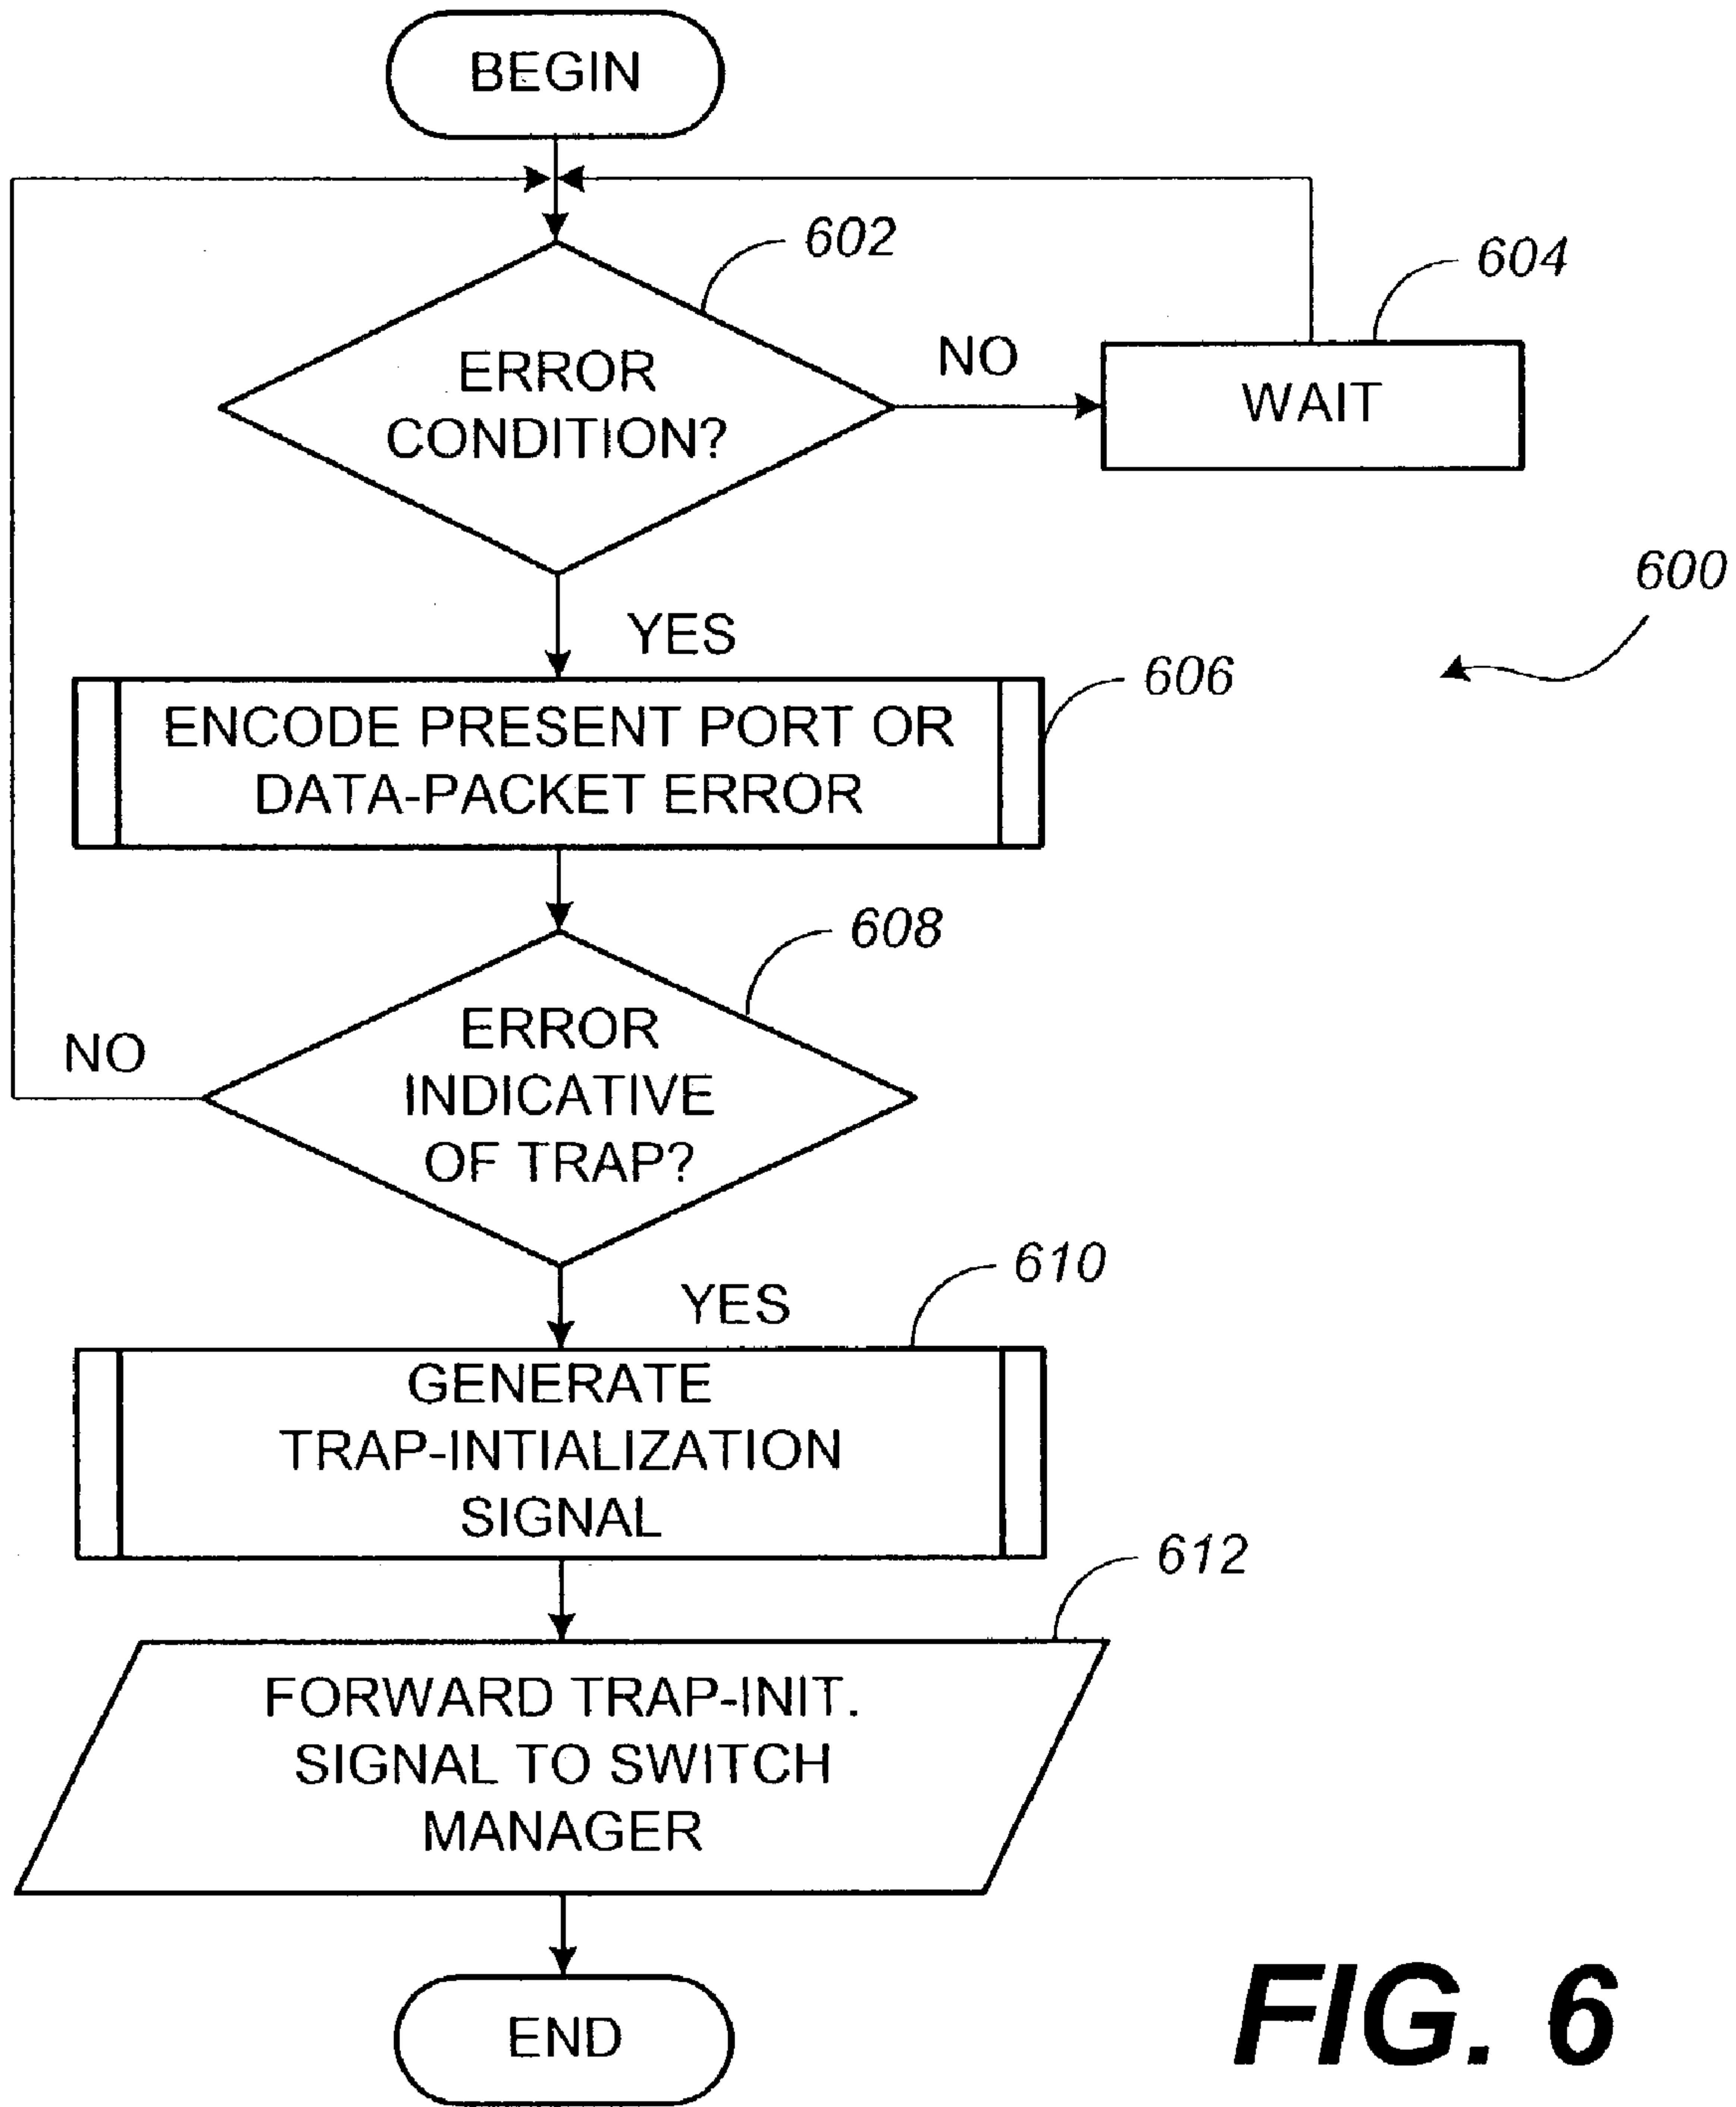 BEGIN
602
604
ERROR
CONDITION?
NO
WAIT
600
YES
606
ENCODE PRESENT PORT OR
DATA-PACKET ERROR
608
NO
ERROR
INDICATIVE
OF TRAP?
610
YES
GENERATE
TRAP-INTIALIZATION
SIGNAL
612
FORWARD TRAP-INIT.
SIGNAL TO SWITCH
MANAGER
END
FIG. 6